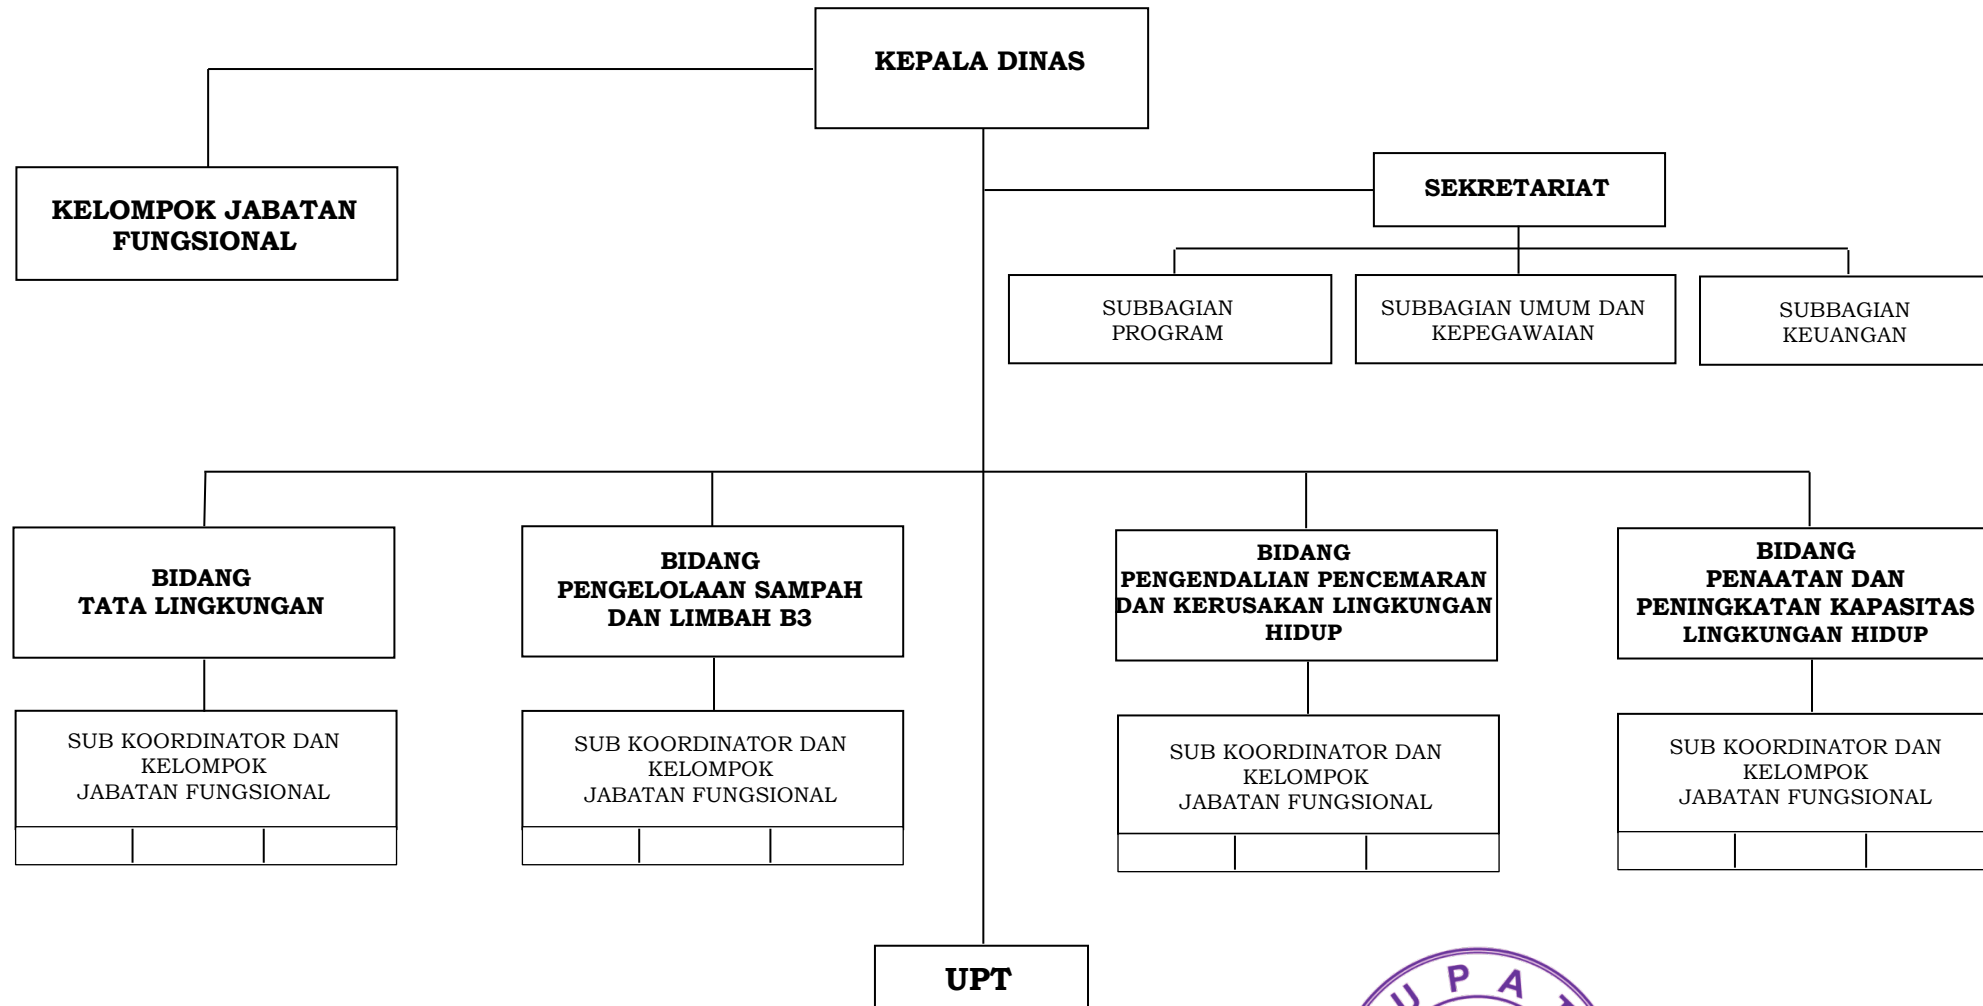 KEPALA DINAS
KELOMPOK JABATAN
FUNGSIONAL
SEKRETARIAT
SUBBAGIAN
PROGRAM
SUBBAGIAN UMUM DAN
KEPEGAWAIAN
SUBBAGIAN
KEUANGAN
BIDANG
TATA LINGKUNGAN
BIDANG
PENGELOLAAN SAMPAH
DAN LIMBAH B3
BIDANG
PENGENDALIAN PENCEMARAN
DAN KERUSAKAN LINGKUNGAN
HIDUP
BIDANG
PENAATAN DAN
PENINGKATAN KAPASITAS
LINGKUNGAN HIDUP
SUB KOORDINATOR DAN
KELOMPOK
JABATAN FUNGSIONAL
SUB KOORDINATOR DAN
KELOMPOK
JABATAN FUNGSIONAL
SUB KOORDINATOR DAN
KELOMPOK
JABATAN FUNGSIONAL
SUB KOORDINATOR DAN
KELOMPOK
JABATAN FUNGSIONAL
UPT